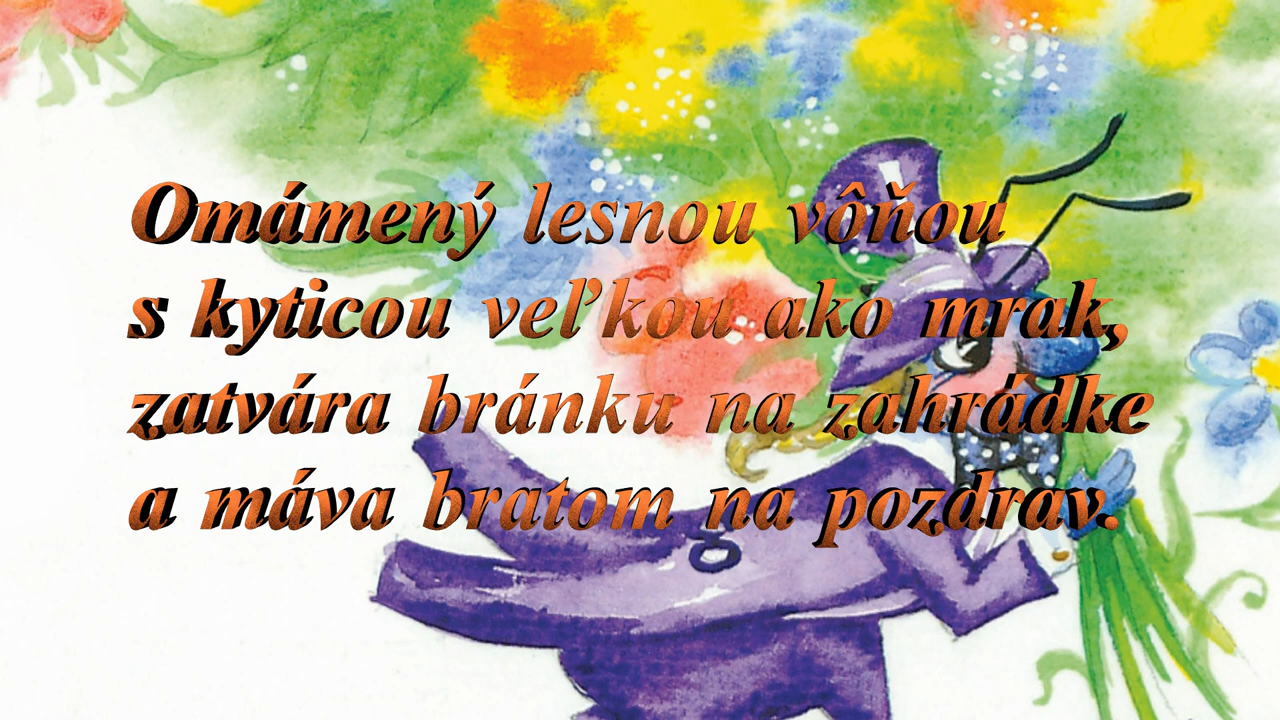 Omámený lesnou vôňou
s kyticou veľkou ako mrak,
zatvára bránku na zahrádke
a máva bratom na pozdrav.